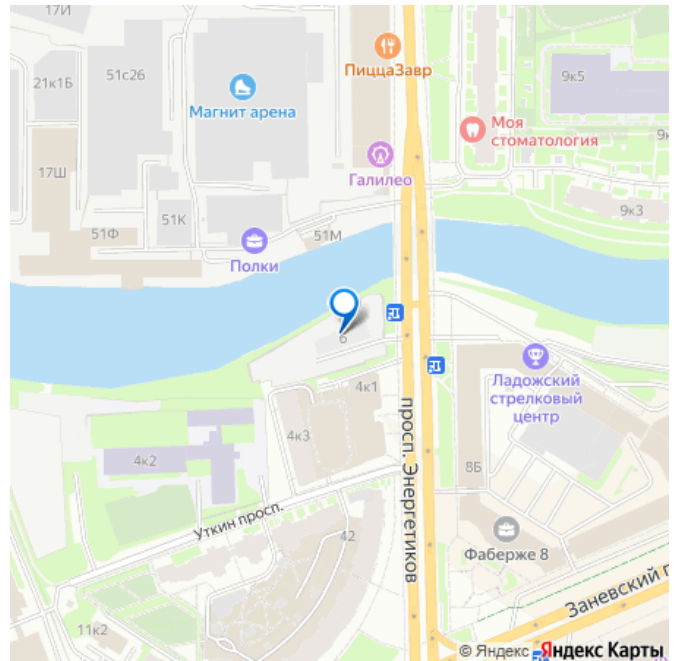 17И
21к1Б
51с26
ПиццаЗавр
9к5
Магнит арена
Моя
стоматология
17Ш
Галилео
9к3
51К
51Ф
51М
Полки
6
Ладожский
стрелковый
центр
4к1
просп. Энергетиков
4к3
4к2
8Б
Уткин просп.
42
Фаберже 8
Заневский п
11к2
© Яндекс Яндекс Карты